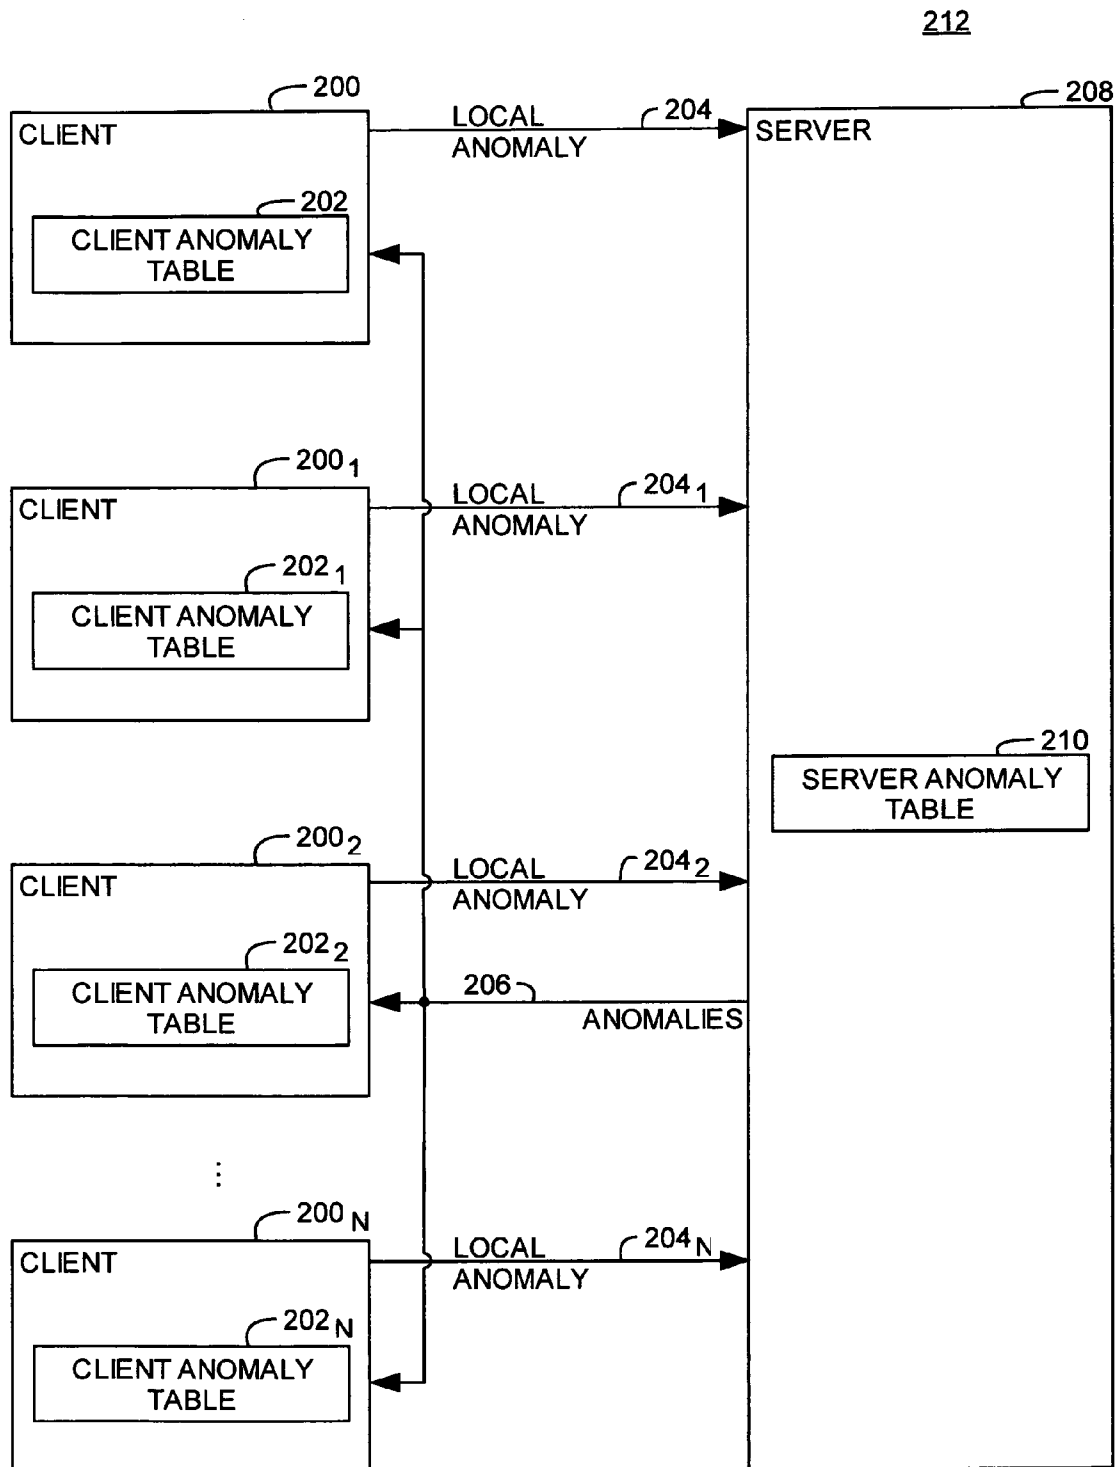 212
200
208
CLIENT
LOCAL
ANOMALY
204
SERVER
202
CLIENT ANOMALY
TABLE
200 1
CLIENT
LOCAL
ANOMALY
204 1
202 1
CLIENT ANOMALY
TABLE
210
SERVER ANOMALY
TABLE
200 2
CLIENT
LOCAL
ANOMALY
204 2
202 2
CLIENT ANOMALY
TABLE
206
ANOMALIES
⋮
200 N
CLIENT
LOCAL
ANOMALY
204 N
202 N
CLIENT ANOMALY
TABLE